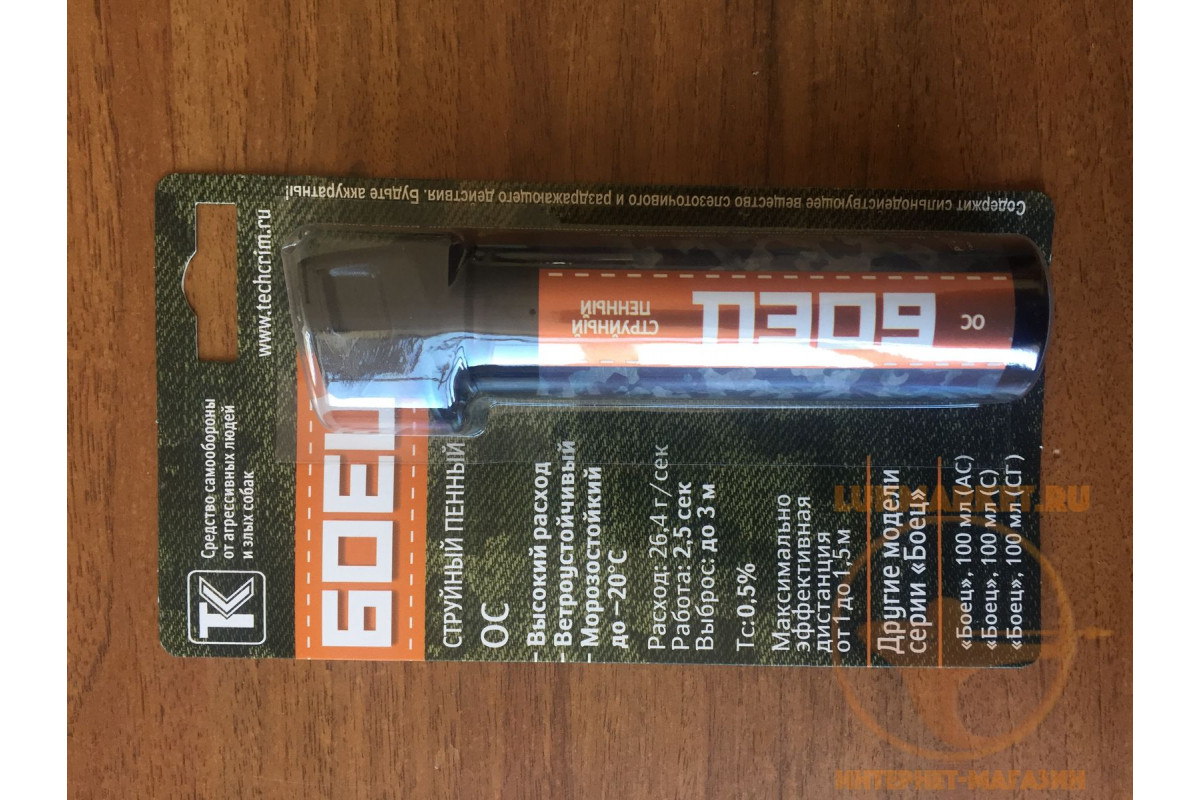 Содержит сильнодействующее вещество слезоточивого и раздражающего действия. Будьте аккуратны!
www.techcrim.ru
ТК
Средство самообороны
от агрессивных людей
и злых собак
БОЕЦ
СТРУЙНЫЙ ПЕННЫЙ
ОС
– Высокий расход
– Ветроустойчивый
– Морозостойкий
до –20°С
Расход: 26,4 г/сек
Работа: 2,5 сек
Выброс: до 3 м
Тс:0,5%
Максимально
эффективная
дистанция
от 1 до 1,5 м
Другие модели
серии «Боец»
«Боец», 100 мл (АС)
«Боец», 100 мл (С)
«Боец», 100 мл (СГ)
СТРУЙНЫЙ
ПЕННЫЙ
БОЕЦ
ОС
ИНТЕРНЕТ-МАГАЗИН